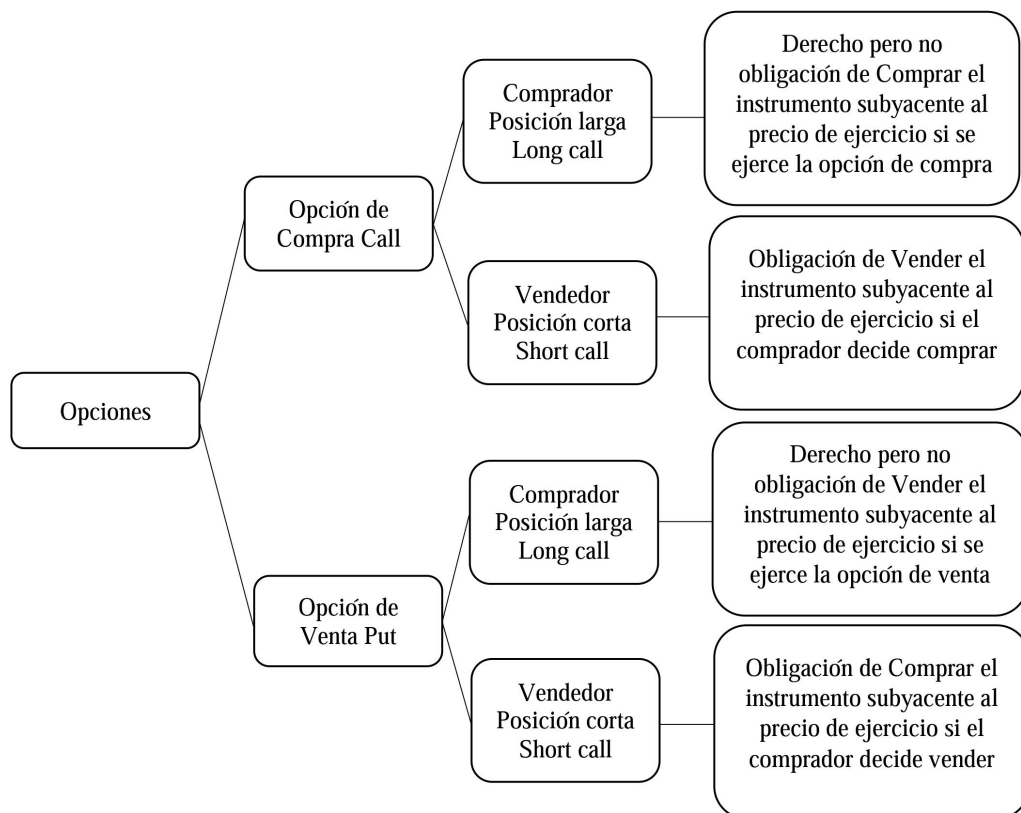 Opciones
Opción de
Compra Call
Comprador
Posición larga
Long call
Derecho pero no
obligación de Comprar el
instrumento subyacente al
precio de ejercicio si se
ejerce la opción de compra
Vendedor
Posición corta
Short call
Obligación de Vender el
instrumento subyacente al
precio de ejercicio si el
comprador decide comprar
Opción de
Venta Put
Comprador
Posición larga
Long call
Derecho pero no
obligación de Vender el
instrumento subyacente al
precio de ejercicio si se
ejerce la opción de venta
Vendedor
Posición corta
Short call
Obligación de Comprar el
instrumento subyacente al
precio de ejercicio si el
comprador decide vender